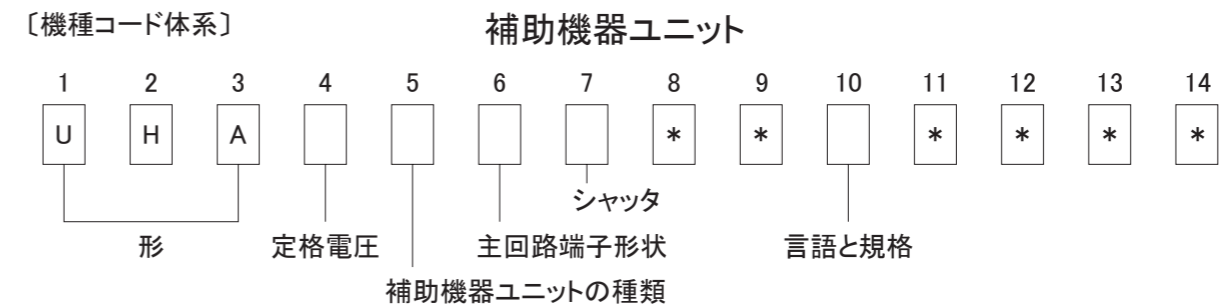 〔機種コード体系〕
補助機器ユニット
1 2 3 4 5 6 7 8 9 10 11 12 13 14
U H A * * * * * *
シャッタ
形 定格電圧 主回路端子形状 言語と規格
補助機器ユニットの種類